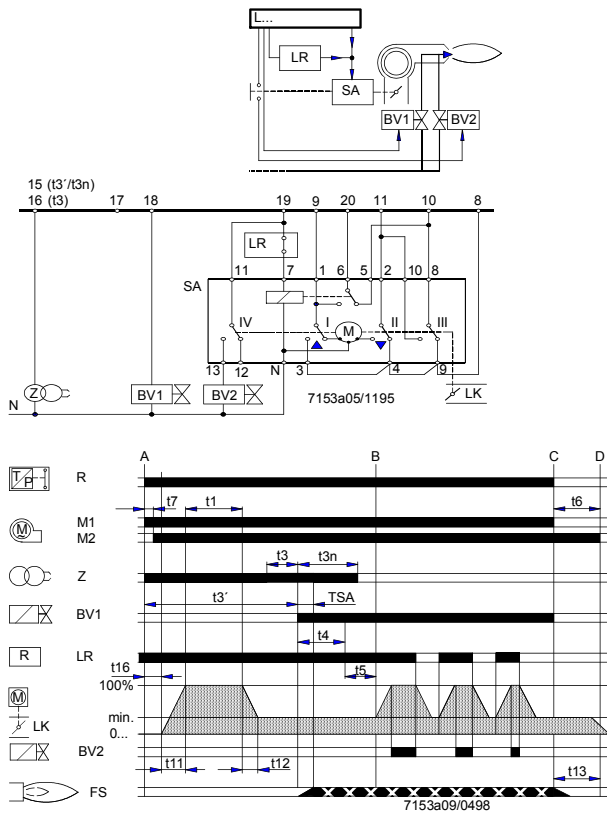 L...
LR
SA
BV1 BV2
15 (t3´/t3n)
16 (t3) 17 18 19 9 20 11 10 8
LR
11 7 1 6 5 2 10 8
SA
IV I M II III
13 12 N 3 4 9
Z BV1 BV2 7153a05/1195 LK
N
A B C D
T P R
t7 t1 t6
M M1
M2
t3 t3n
Z
t3´ TSA
BV1
t4
R LR
t16 t5
100%
M
min.
LK
0...
BV2
t11 t12 t13
FS
7153a09/0498